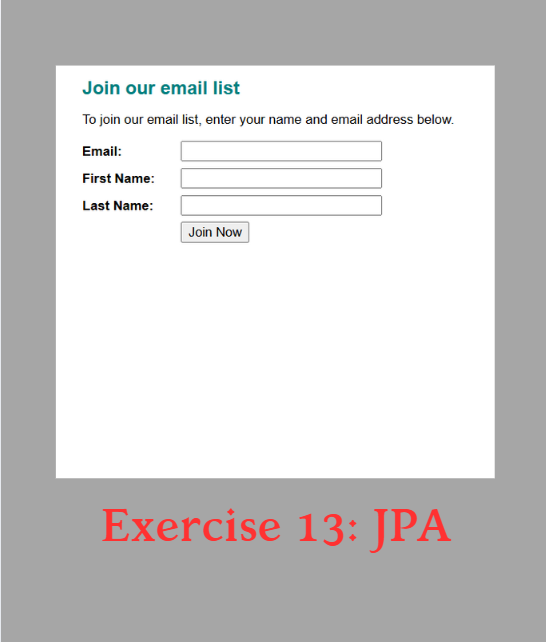 Join our email list
To join our email list, enter your name and email address below.
Email:
First Name:
Last Name:
Join Now
Exercise 13: JPA